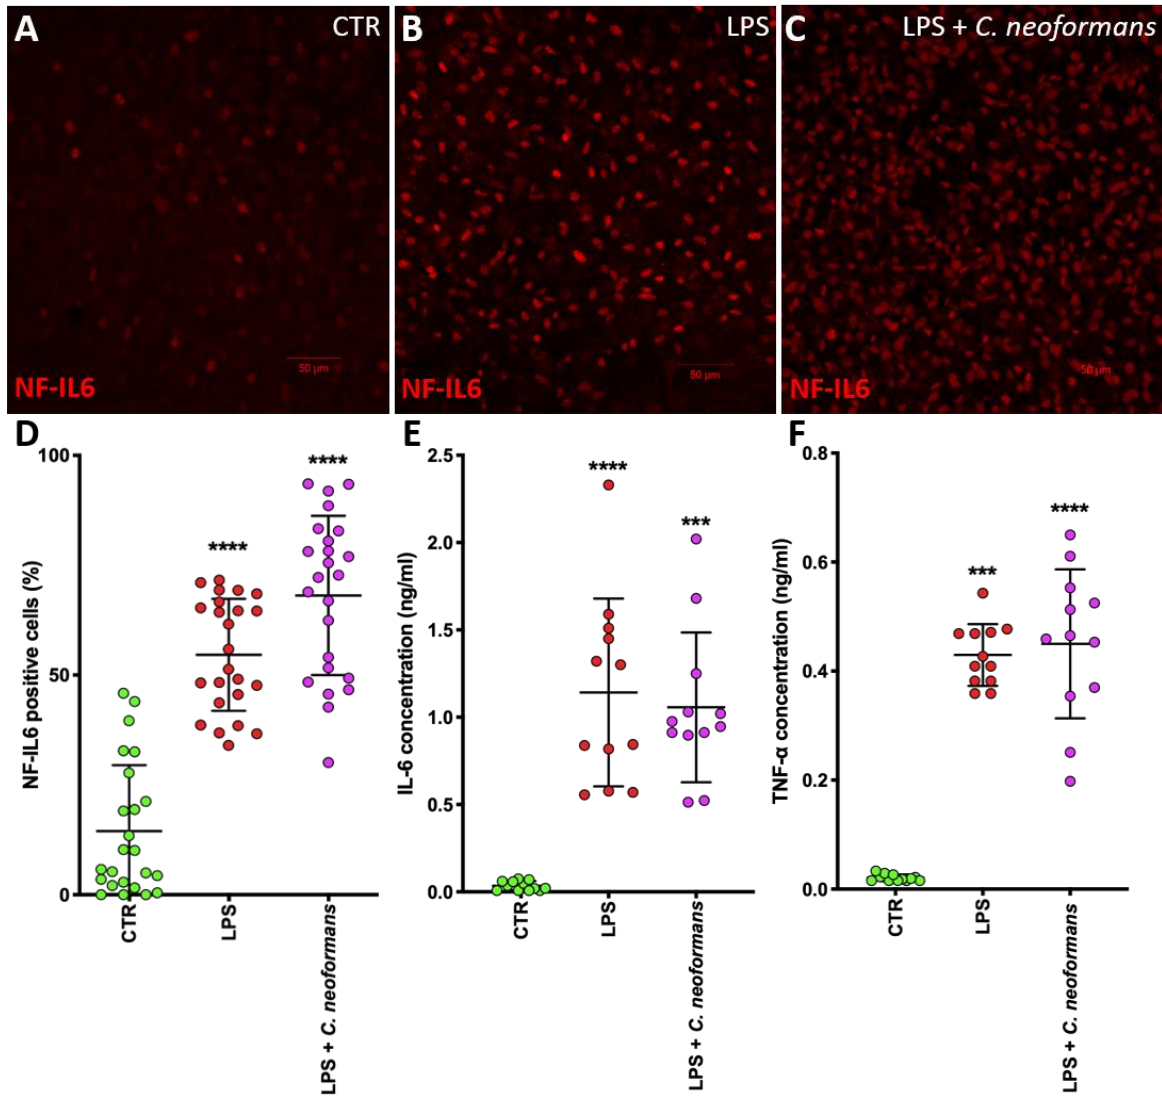 A CTR
B LPS
C LPS + C. neoformans
NF-IL6
50 µm
NF-IL6
50 µm
NF-IL6
50 µm
D
NF-IL6 positive cells (%)
100
50
0
****
****
CTR
LPS
LPS + C. neoformans
E
IL-6 concentration (ng/ml)
2.5
2.0
1.5
1.0
0.5
0.0
****
***
CTR
LPS
LPS + C. neoformans
F
TNF-α concentration (ng/ml)
0.8
0.6
0.4
0.2
0.0
***
****
CTR
LPS
LPS + C. neoformans